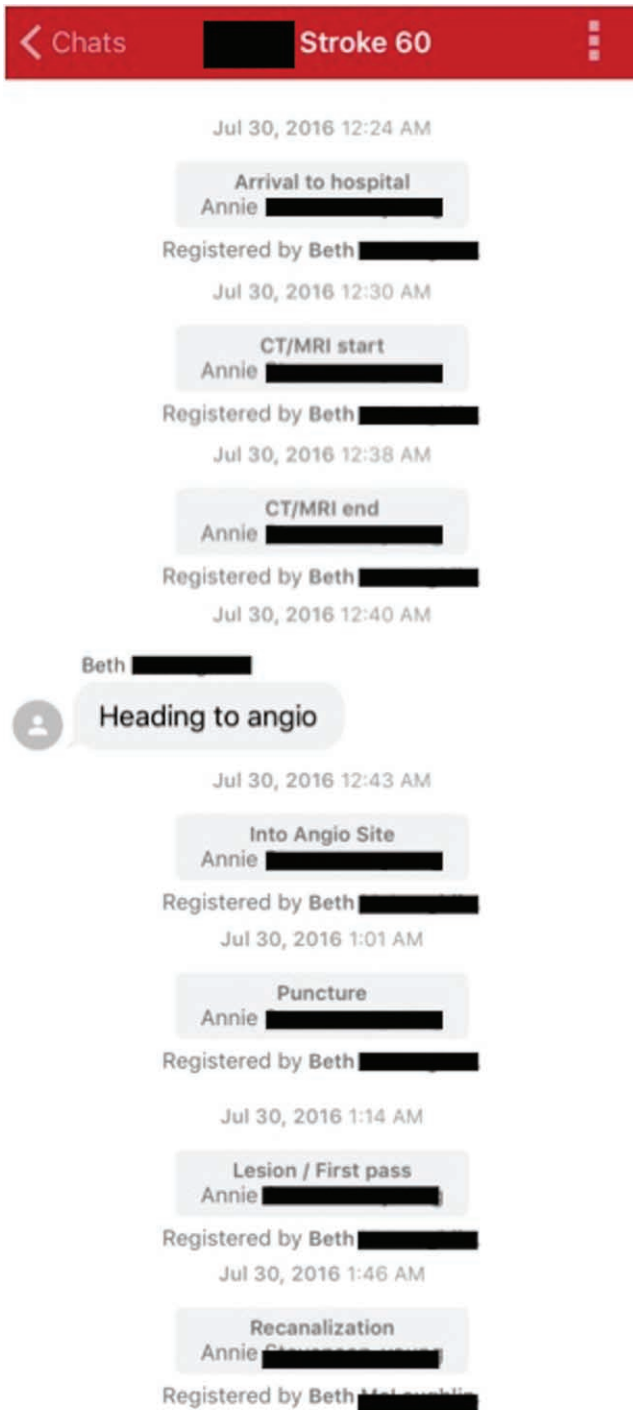 Chats
Stroke 60
Jul 30, 2016 12:24 AM
Arrival to hospital
Annie
Registered by Beth
Jul 30, 2016 12:30 AM
CT/MRI start
Annie
Registered by Beth
Jul 30, 2016 12:38 AM
CT/MRI end
Annie
Registered by Beth
Jul 30, 2016 12:40 AM
Beth
Heading to angio
Jul 30, 2016 12:43 AM
Into Angio Site
Annie
Registered by Beth
Jul 30, 2016 1:01 AM
Puncture
Annie
Registered by Beth
Jul 30, 2016 1:14 AM
Lesion / First pass
Annie
Registered by Beth
Jul 30, 2016 1:46 AM
Recanalization
Annie
Registered by Beth